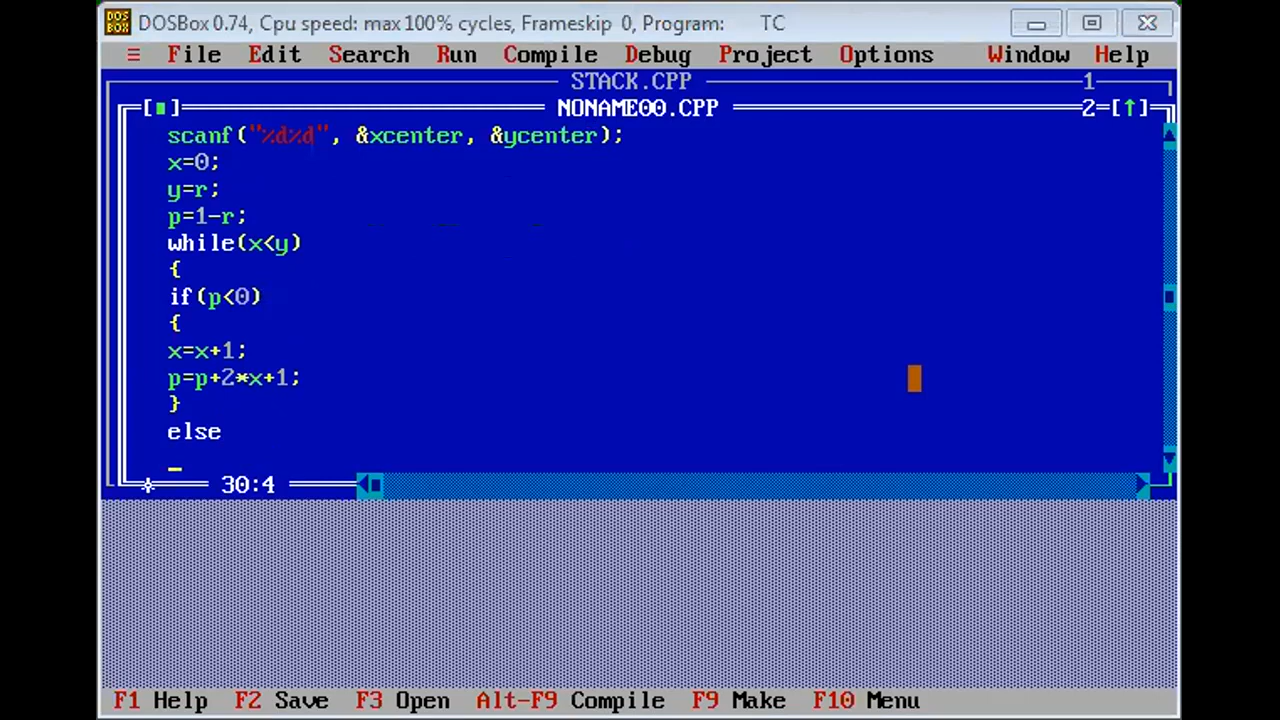 DOSBox 0.74, Cpu speed: max 100% cycles, Frameskip 0, Program: TC
≡ File Edit Search Run Compile Debug Project Options Window Help
STACK.CPP 1
[■] NONAME00.CPP 2=[↑]
scanf("%d%d", &xcenter, &ycenter);
x=0;
y=r;
p=1-r;
while(x<y)
{
if(p<0)
{
x=x+1;
p=p+2*x+1;
}
else
30:4
F1 Help F2 Save F3 Open Alt-F9 Compile F9 Make F10 Menu